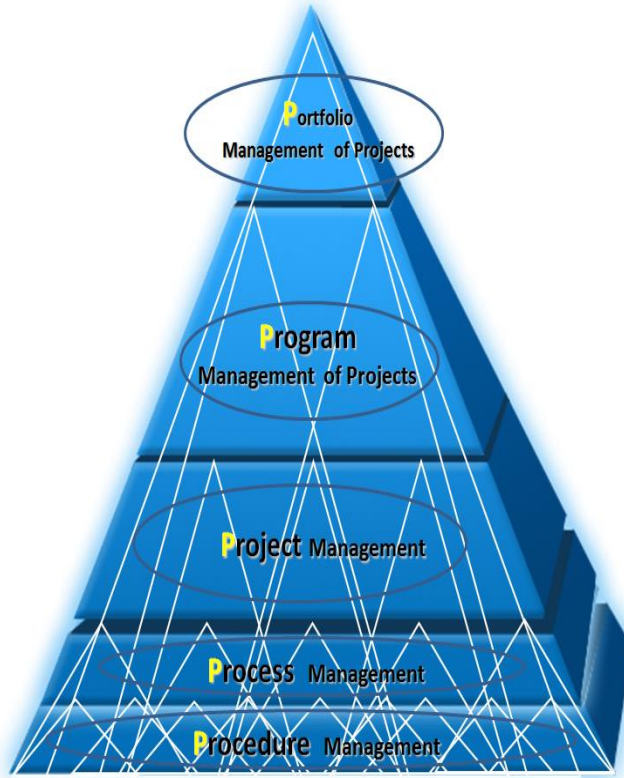 Portfolio
Management of Projects
Program
Management of Projects
Project Management
Process Management
Procedure Management